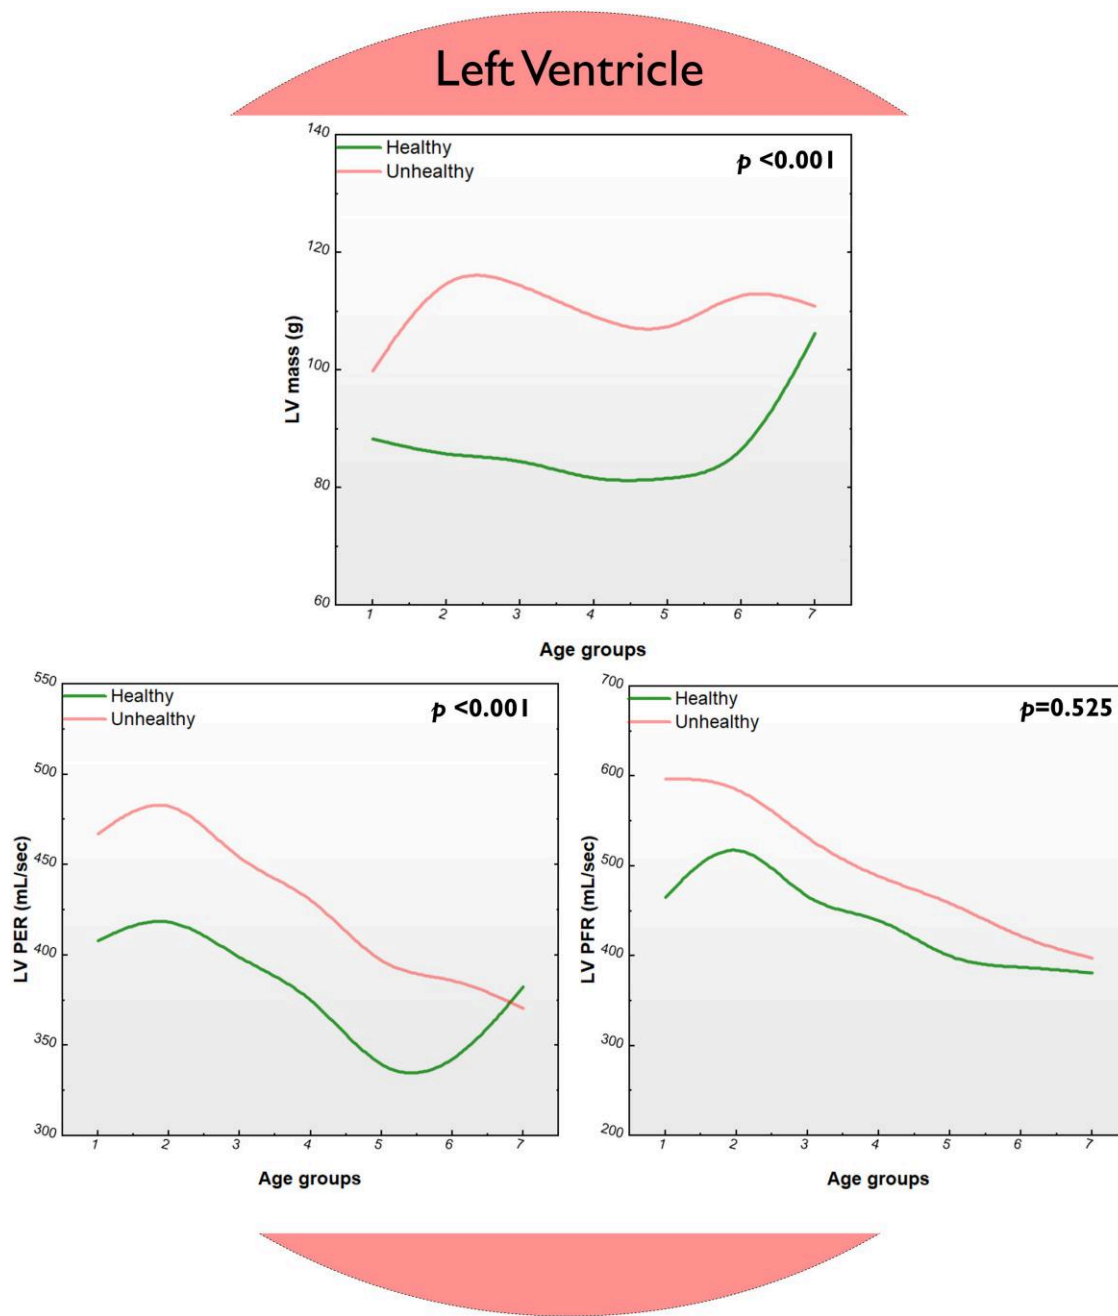 Left Ventricle
140
Healthy
Unhealthy
p <0.001
120
100
80
60
LV mass (g)
1 2 3 4 5 6 7
Age groups
550
Healthy
Unhealthy
p <0.001
500
450
400
350
300
LV PER (mL/sec)
1 2 3 4 5 6 7
Age groups
700
Healthy
Unhealthy
p=0.525
600
500
400
300
200
LV PFR (mL/sec)
1 2 3 4 5 6 7
Age groups